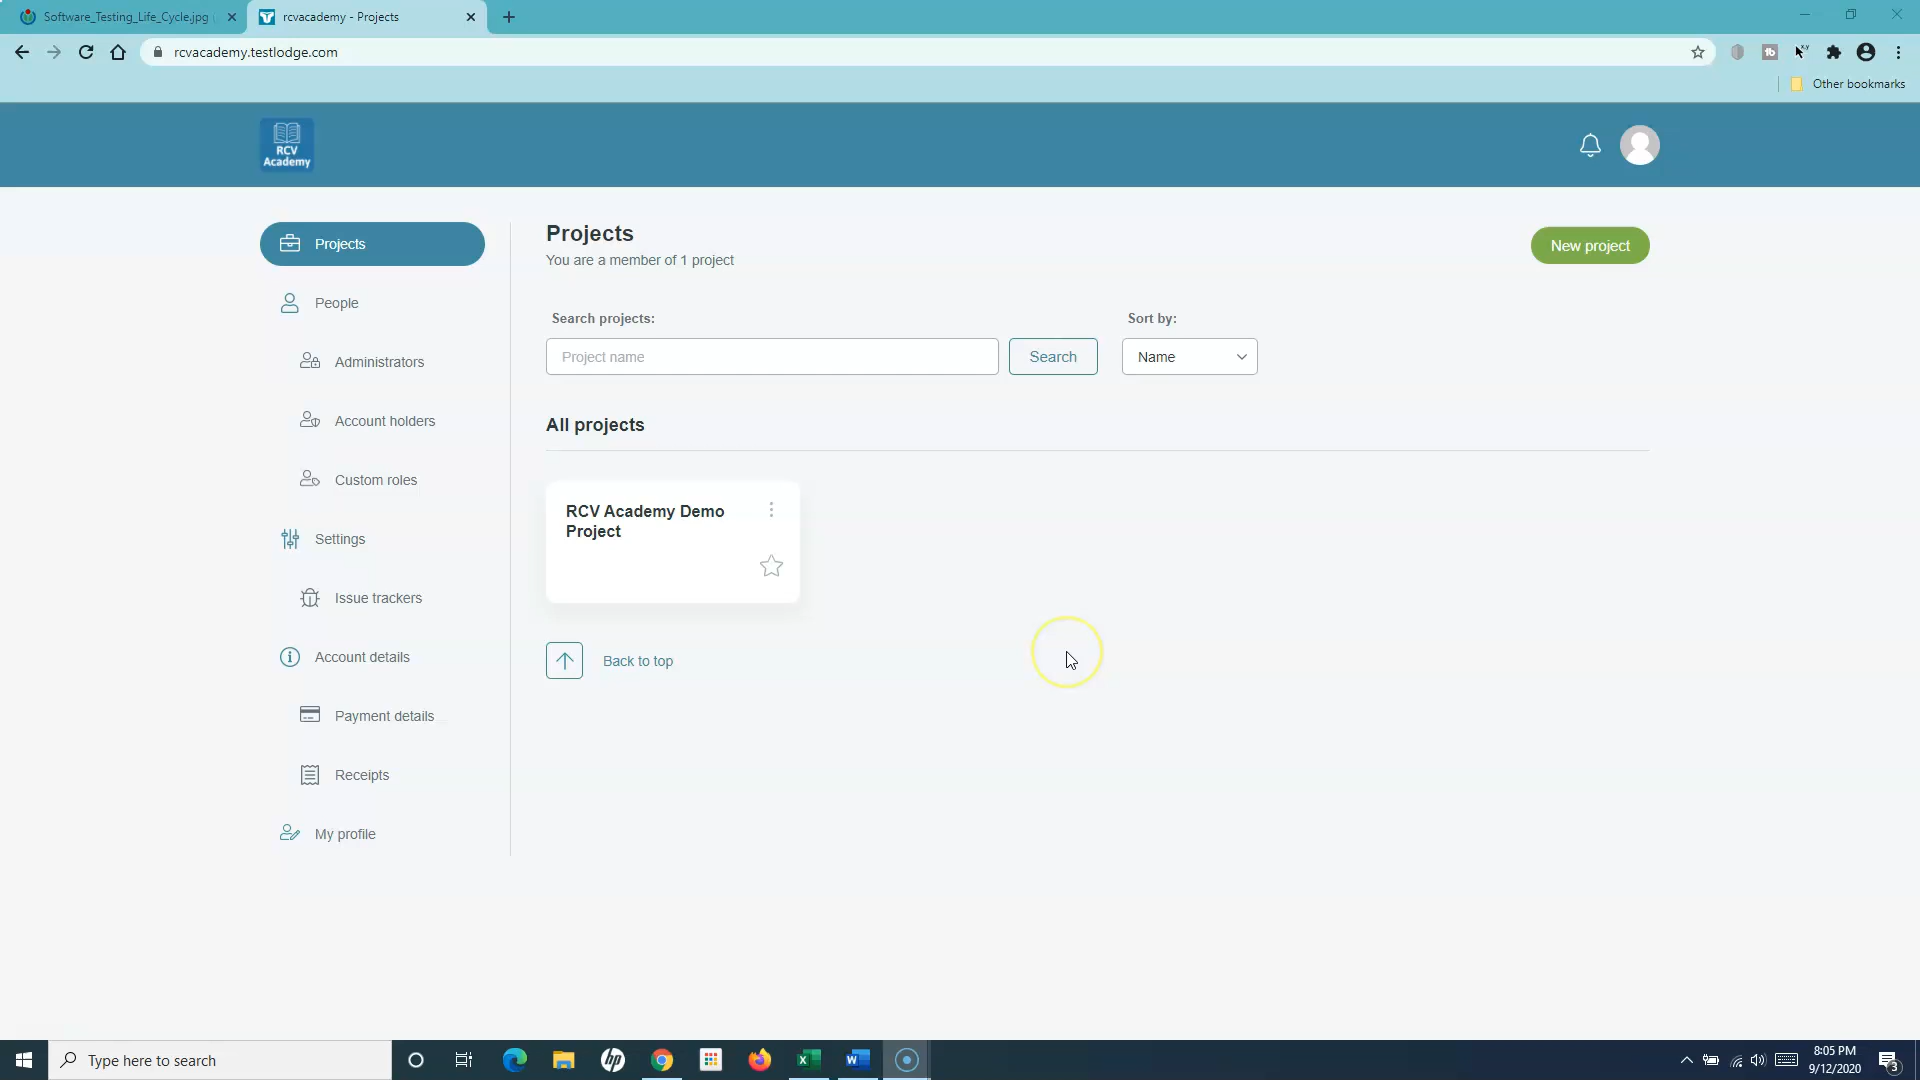 Software_Testing_Life_Cycle.jpg
rcvacademy - Projects
rcvacademy.testlodge.com
Other bookmarks
RCV
Academy
Projects
People
Administrators
Account holders
Custom roles
Settings
Issue trackers
Account details
Payment details
Receipts
My profile
Projects
You are a member of 1 project
New project
Search projects:
Sort by:
Project name
Search
Name
All projects
RCV Academy Demo
Project
Back to top
Type here to search
8:05 PM
9/12/2020
3